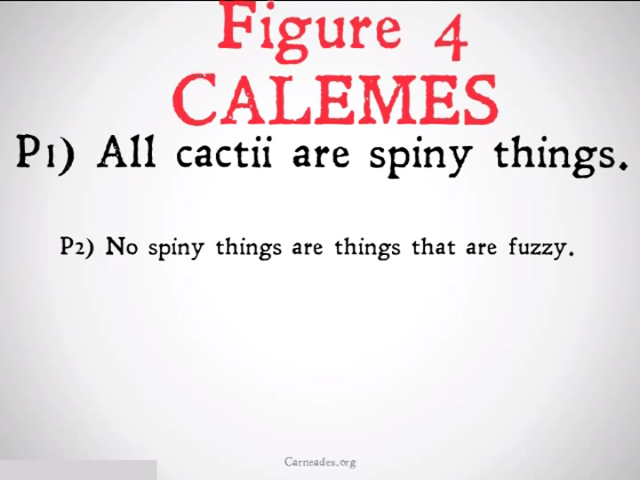 Figure 4
CALEMES
P1) All cactii are spiny things.
P2) No spiny things are things that are fuzzy.
Carneades.org